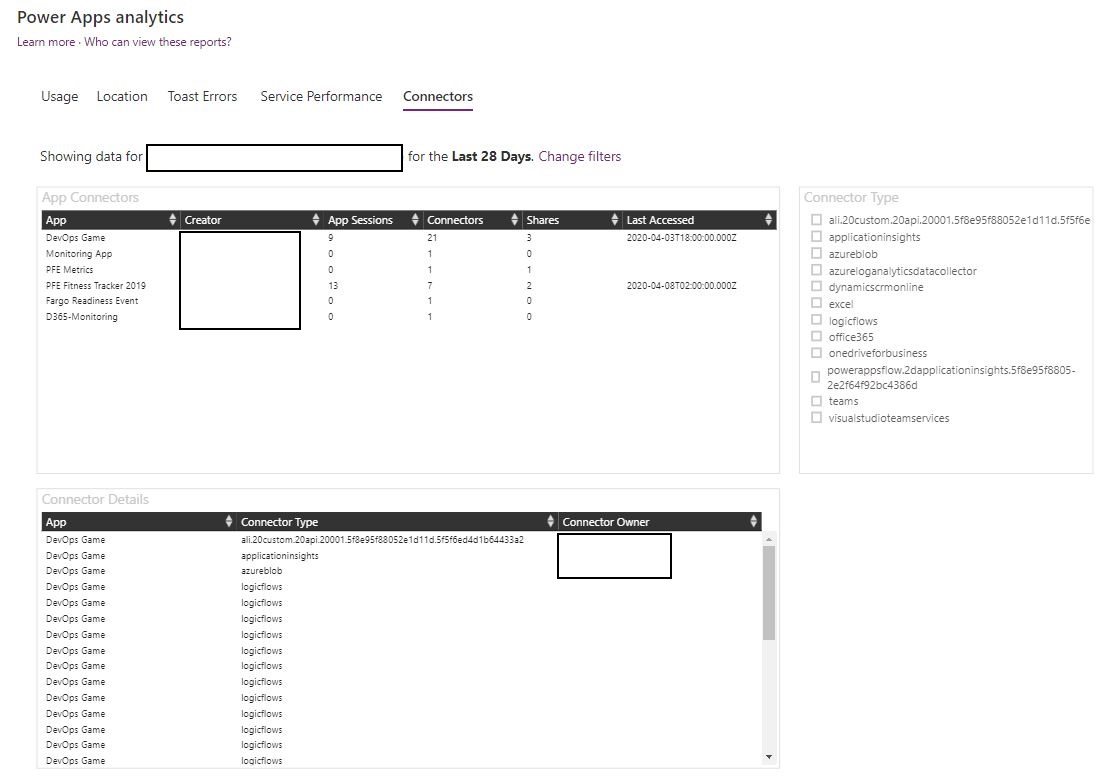 Power Apps analytics
Learn more · Who can view these reports?
Usage Location Toast Errors Service Performance Connectors
Showing data for for the Last 28 Days. Change filters
App Connectors
App Creator App Sessions Connectors Shares Last Accessed
DevOps Game 9 21 3 2020-04-03T18:00:00.000Z
Monitoring App 0 1 0
PFE Metrics 0 1 1
PFE Fitness Tracker 2019 13 7 2 2020-04-08T02:00:00.000Z
Fargo Readiness Event 0 1 0
D365-Monitoring 0 1 0
Connector Type
ali.20custom.20api.20001.5f8e95f88052e1d11d.5f5f6e
applicationinsights
azureblob
azureloganalyticsdatacollector
dynamicscrmonline
excel
logicflows
office365
onedriveforbusiness
powerappsflow.2dapplicationinsights.5f8e95f8805-
2e2f64f92bc4386d
teams
visualstudioteamservices
Connector Details
App Connector Type Connector Owner
DevOps Game ali.20custom.20api.20001.5f8e95f88052e1d11d.5f5f6ed4d1b64433a2
DevOps Game applicationinsights
DevOps Game azureblob
DevOps Game logicflows
DevOps Game logicflows
DevOps Game logicflows
DevOps Game logicflows
DevOps Game logicflows
DevOps Game logicflows
DevOps Game logicflows
DevOps Game logicflows
DevOps Game logicflows
DevOps Game logicflows
DevOps Game logicflows
DevOps Game logicflows